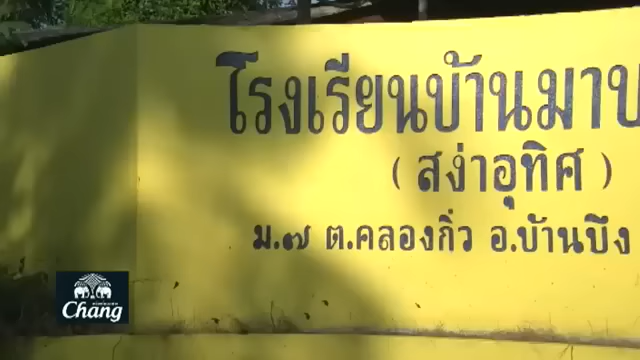 โรงเรียนบ้านมาบ
( สง่าอุทิศ )
ม.๗ ต.คลองกิ่ว อ.บ้านบึง
Chang